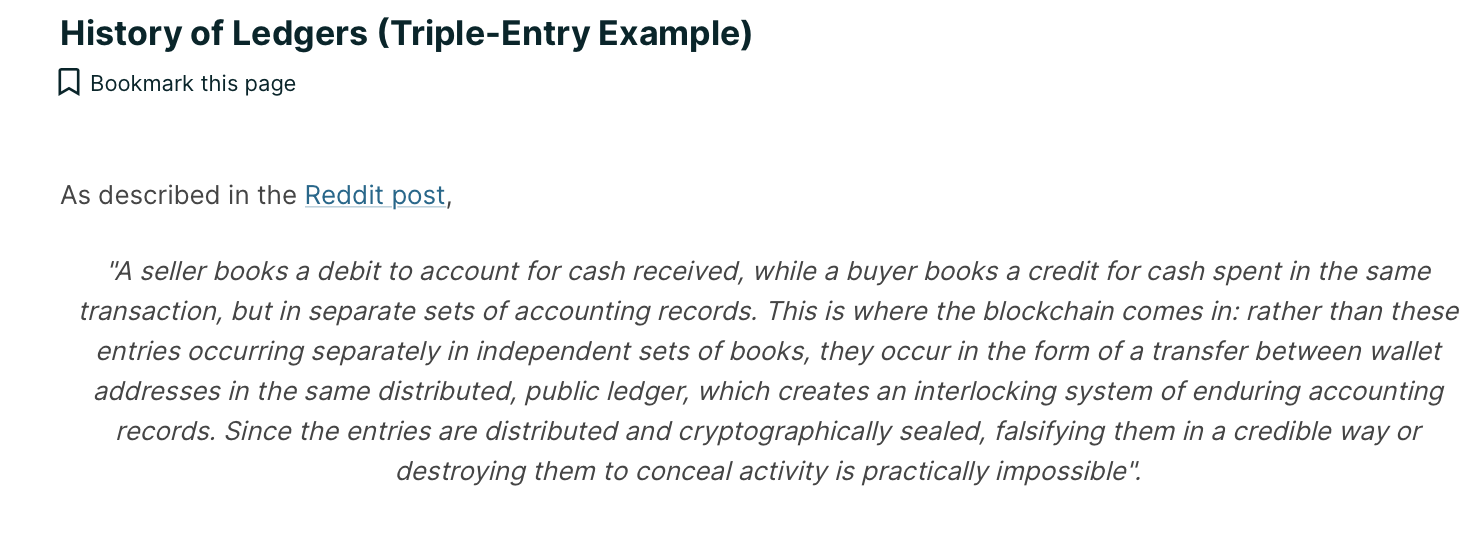 History of Ledgers (Triple-Entry Example)
Bookmark this page
As described in the Reddit post,
"A seller books a debit to account for cash received, while a buyer books a credit for cash spent in the same
transaction, but in separate sets of accounting records. This is where the blockchain comes in: rather than these
entries occurring separately in independent sets of books, they occur in the form of a transfer between wallet
addresses in the same distributed, public ledger, which creates an interlocking system of enduring accounting
records. Since the entries are distributed and cryptographically sealed, falsifying them in a credible way or
destroying them to conceal activity is practically impossible".